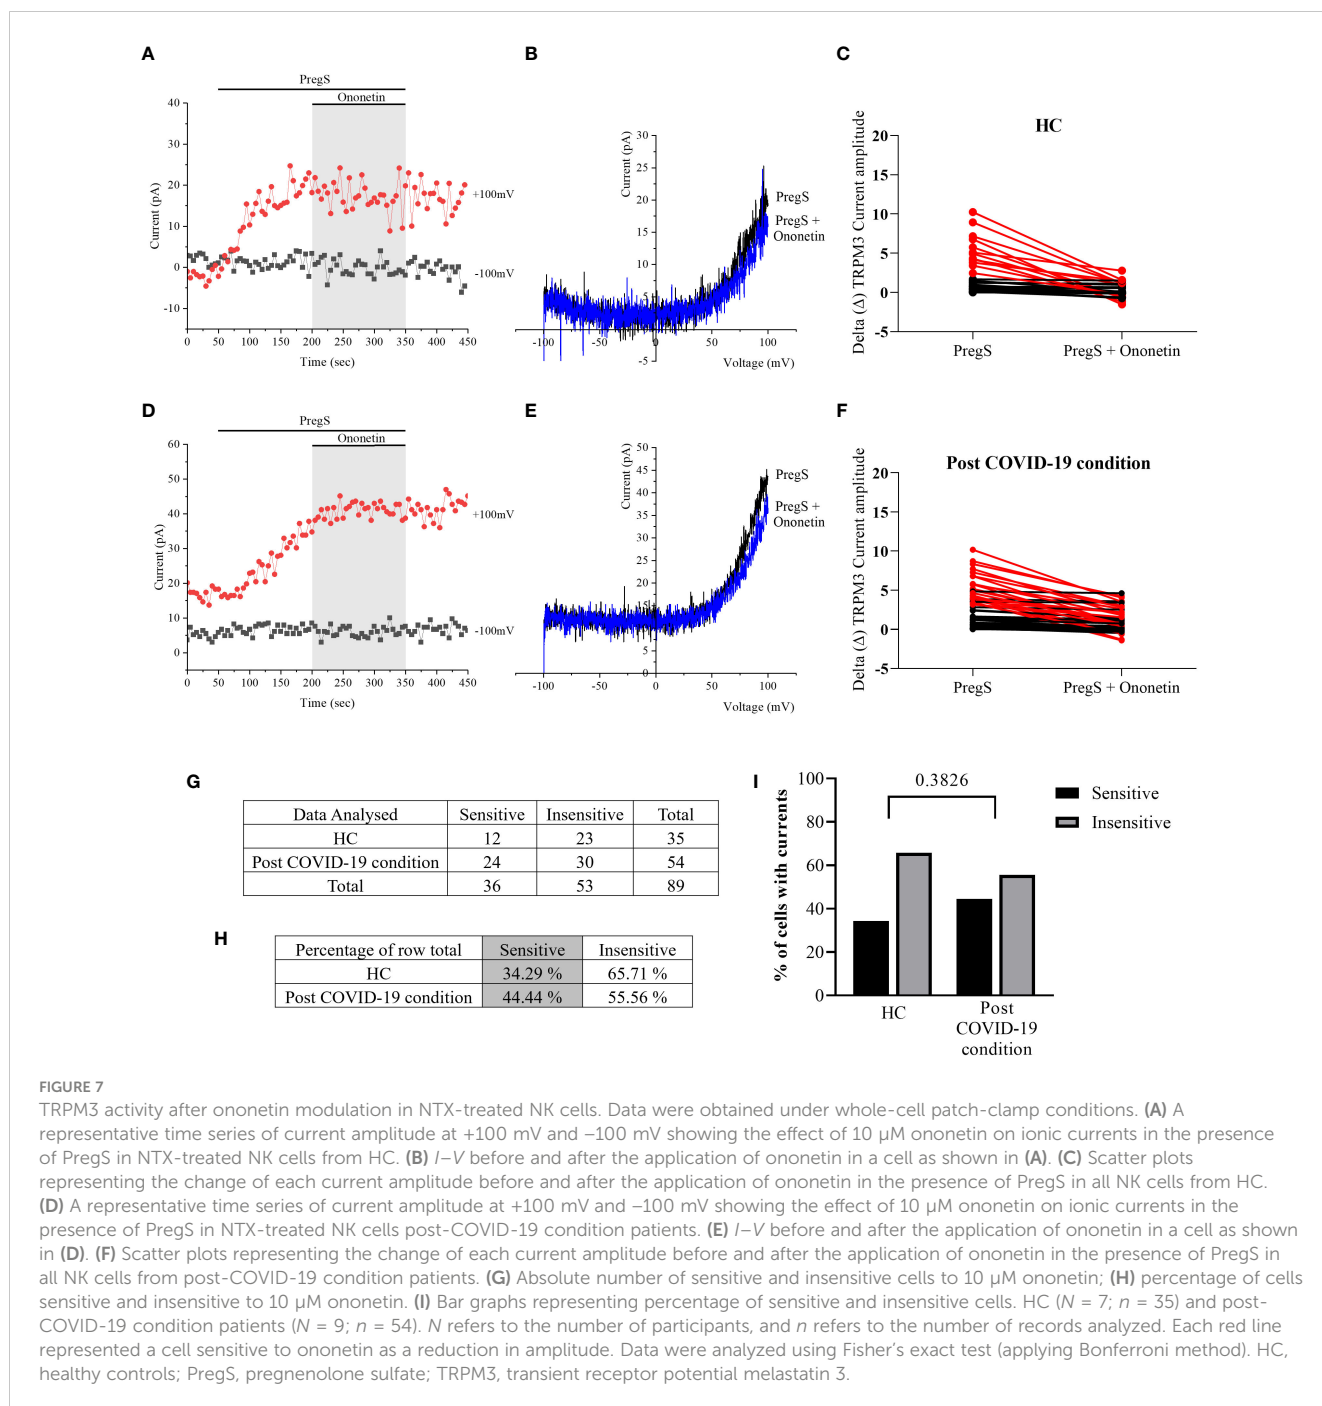 A
PregS
Ononetin
40
30
20
10
0
-10
Current (pA)
+100mV
-100mV
0 50 100 150 200 250 300 350 400 450
Time (sec)
B
30
25
20
15
10
5
-5
Current (pA)
PregS
PregS +
Ononetin
-100 -50 0 50 100
Voltage (mV)
C
HC
Delta (Δ) TRPM3 Current amplitude
20
15
10
5
0
-5
PregS PregS + Ononetin
D
PregS
Ononetin
60
50
40
30
20
10
0
Current (pA)
+100mV
-100mV
0 50 100 150 200 250 300 350 400 450
Time (sec)
E
50
45
40
35
30
25
20
15
10
5
0
Current (pA)
PregS
PregS +
Ononetin
-100 -50 0 50 100
Voltage (mV)
F
Post COVID-19 condition
Delta (Δ) TRPM3 Current amplitude
20
15
10
5
0
-5
PregS PregS + Ononetin
G
Data Analysed Sensitive Insensitive Total
HC 12 23 35
Post COVID-19 condition 24 30 54
Total 36 53 89
H
Percentage of row total Sensitive Insensitive
HC 34.29 % 65.71 %
Post COVID-19 condition 44.44 % 55.56 %
I
% of cells with currents
100
80
60
40
20
0
0.3826
Sensitive
Insensitive
HC
Post
COVID-19
condition
FIGURE 7
TRPM3 activity after ononetin modulation in NTX-treated NK cells. Data were obtained under whole-cell patch-clamp conditions. (A) A
representative time series of current amplitude at +100 mV and –100 mV showing the effect of 10 μM ononetin on ionic currents in the presence
of PregS in NTX-treated NK cells from HC. (B) I–V before and after the application of ononetin in a cell as shown in (A). (C) Scatter plots
representing the change of each current amplitude before and after the application of ononetin in the presence of PregS in all NK cells from HC.
(D) A representative time series of current amplitude at +100 mV and –100 mV showing the effect of 10 μM ononetin on ionic currents in the
presence of PregS in NTX-treated NK cells post-COVID-19 condition patients. (E) I–V before and after the application of ononetin in a cell as shown
in (D). (F) Scatter plots representing the change of each current amplitude before and after the application of ononetin in the presence of PregS in
all NK cells from post-COVID-19 condition patients. (G) Absolute number of sensitive and insensitive cells to 10 μM ononetin; (H) percentage of cells
sensitive and insensitive to 10 μM ononetin. (I) Bar graphs representing percentage of sensitive and insensitive cells. HC (N = 7; n = 35) and post-
COVID-19 condition patients (N = 9; n = 54). N refers to the number of participants, and n refers to the number of records analyzed. Each red line
represented a cell sensitive to ononetin as a reduction in amplitude. Data were analyzed using Fisher's exact test (applying Bonferroni method). HC,
healthy controls; PregS, pregnenolone sulfate; TRPM3, transient receptor potential melastatin 3.